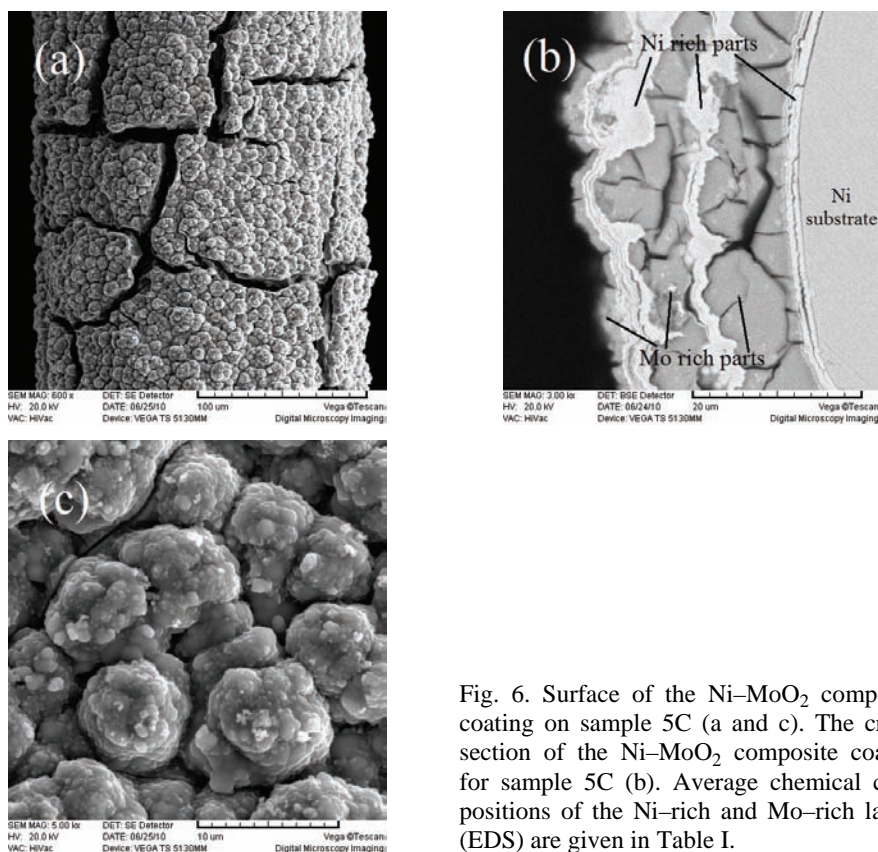 (a)
SEM MAG: 600 x DET: SE Detector
HV: 20.0 kV DATE: 06/25/10 100 um Vega ©Tescan
VAC: HiVac Device: VEGA TS 5130MM Digital Microscopy Imaging
(b)
Ni rich parts
Ni
substrate
Mo rich parts
SEM MAG: 3.00 kx DET: BSE Detector
HV: 20.0 kV DATE: 06/24/10 20 um Vega ©Tescan
VAC: HiVac Device: VEGA TS 5130MM Digital Microscopy Imaging
(c)
SEM MAG: 5.00 kx DET: SE Detector
HV: 20.0 kV DATE: 06/25/10 10 um Vega ©Tescan
VAC: HiVac Device: VEGA TS 5130MM Digital Microscopy Imaging
Fig. 6. Surface of the Ni–MoO₂ comp
coating on sample 5C (a and c). The cr
section of the Ni–MoO₂ composite coa
for sample 5C (b). Average chemical c
positions of the Ni–rich and Mo–rich la
(EDS) are given in Table I.